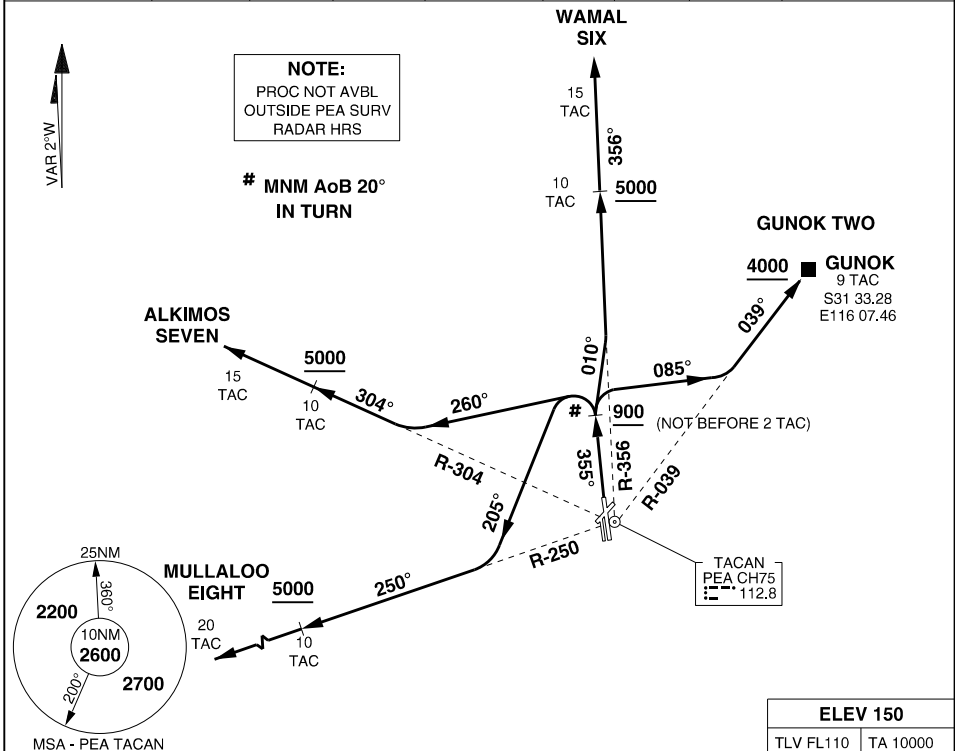 WAMAL
SIX
NOTE:
PROC NOT AVBL
OUTSIDE PEA SURV
RADAR HRS
VAR 2°W
15
TAC
356°
# MNM AoB 20°
IN TURN
10
TAC
5000
GUNOK TWO
4000
GUNOK
9 TAC
S31 33.28
E116 07.46
039°
ALKIMOS
SEVEN
5000
15
TAC
10
TAC
304°
260°
010°
085°
#
900
(NOT BEFORE 2 TAC)
R-304
355°
R-356
R-039
205°
R-250
TACAN
PEA CH75
112.8
MULLALOO
EIGHT
5000
250°
20
TAC
10
TAC
25NM
360°
2200
10NM
2600
2700
200°
MSA - PEA TACAN
ELEV 150
TLV FL110
TA 10000